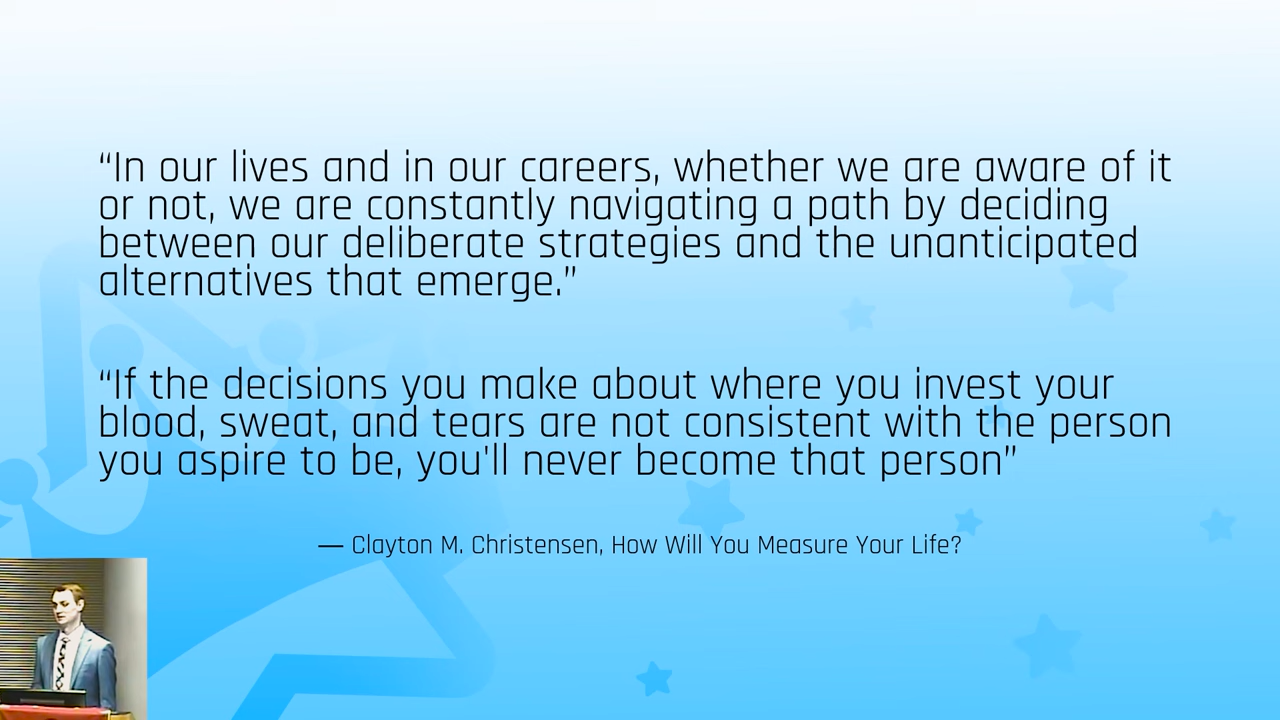 “In our lives and in our careers, whether we are aware of it
or not, we are constantly navigating a path by deciding
between our deliberate strategies and the unanticipated
alternatives that emerge.”
“If the decisions you make about where you invest your
blood, sweat, and tears are not consistent with the person
you aspire to be, you'll never become that person”
— Clayton M. Christensen, How Will You Measure Your Life?